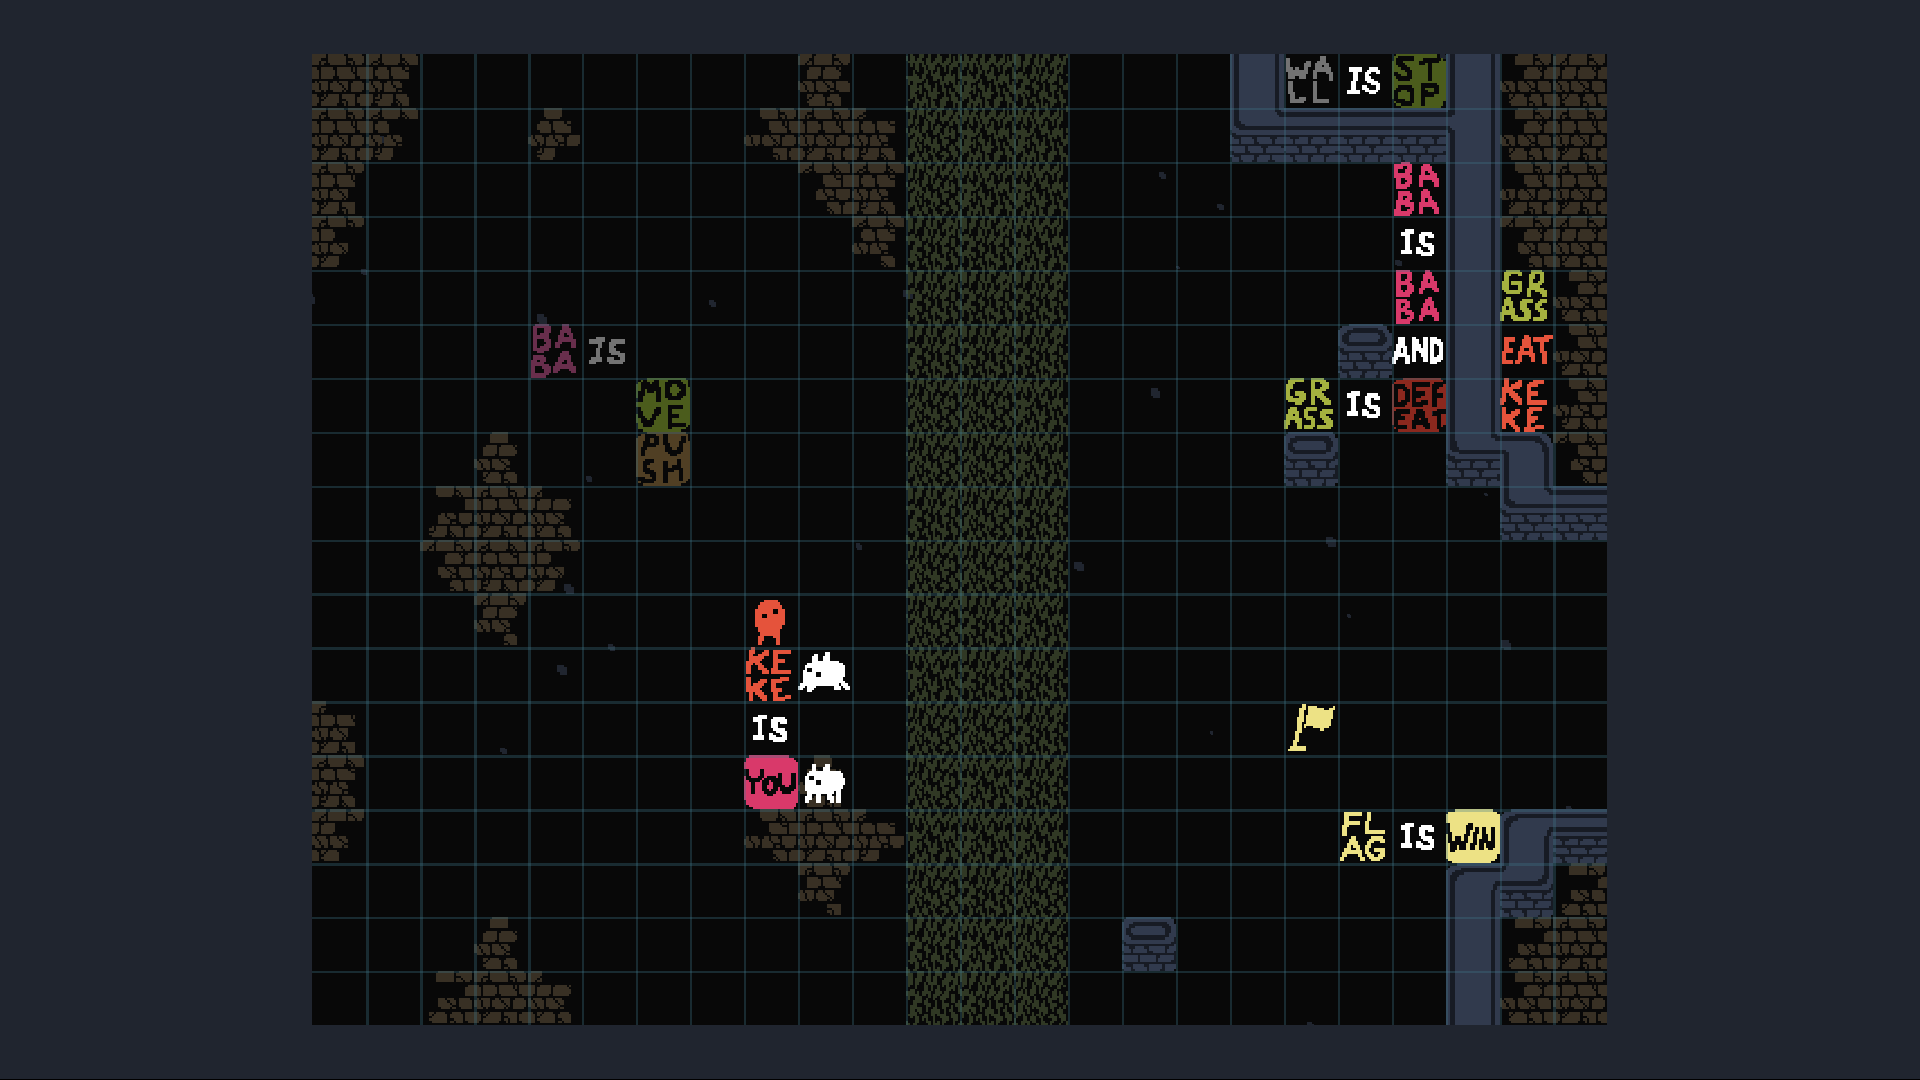 WALL IS STOP
BABA
IS
BABA GRASS
BABA IS AND EAT
MOVE GRASS IS DEFEAT KEKE
PUSH
KEKE
IS
YOU
FLAG IS WIN